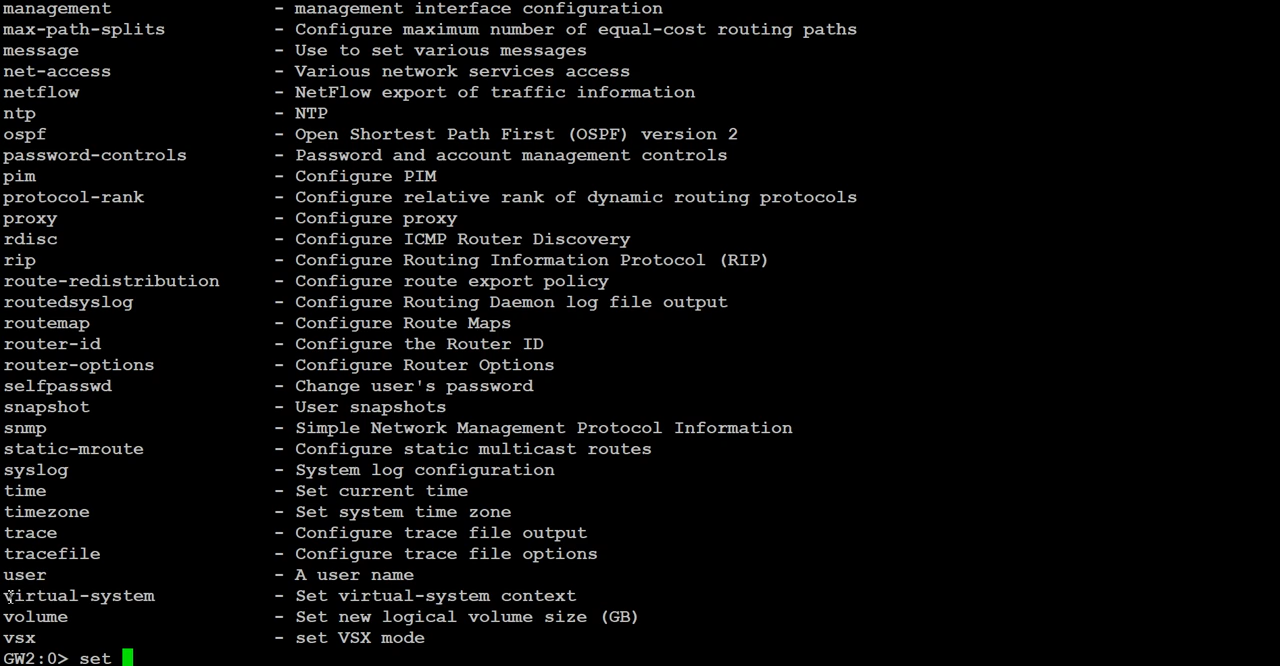 management - management interface configuration
max-path-splits - Configure maximum number of equal-cost routing paths
message - Use to set various messages
net-access - Various network services access
netflow - NetFlow export of traffic information
ntp - NTP
ospf - Open Shortest Path First (OSPF) version 2
password-controls - Password and account management controls
pim - Configure PIM
protocol-rank - Configure relative rank of dynamic routing protocols
proxy - Configure proxy
rdisc - Configure ICMP Router Discovery
rip - Configure Routing Information Protocol (RIP)
route-redistribution - Configure route export policy
routedsyslog - Configure Routing Daemon log file output
routemap - Configure Route Maps
router-id - Configure the Router ID
router-options - Configure Router Options
selfpasswd - Change user's password
snapshot - User snapshots
snmp - Simple Network Management Protocol Information
static-mroute - Configure static multicast routes
syslog - System log configuration
time - Set current time
timezone - Set system time zone
trace - Configure trace file output
tracefile - Configure trace file options
user - A user name
virtual-system - Set virtual-system context
volume - Set new logical volume size (GB)
vsx - set VSX mode
GW2:0> set